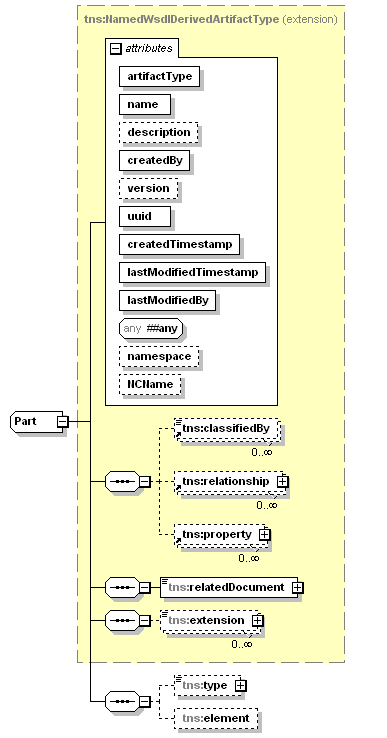 tns:NamedWsdlDerivedArtifactType (extension)
attributes
artifactType
name
description
createdBy
version
uuid
createdTimestamp
lastModifiedTimestamp
lastModifiedBy
any ##any
namespace
NCName
Part
tns:classifiedBy
0..∞
tns:relationship
0..∞
tns:property
0..∞
tns:relatedDocument
tns:extension
0..∞
tns:type
tns:element